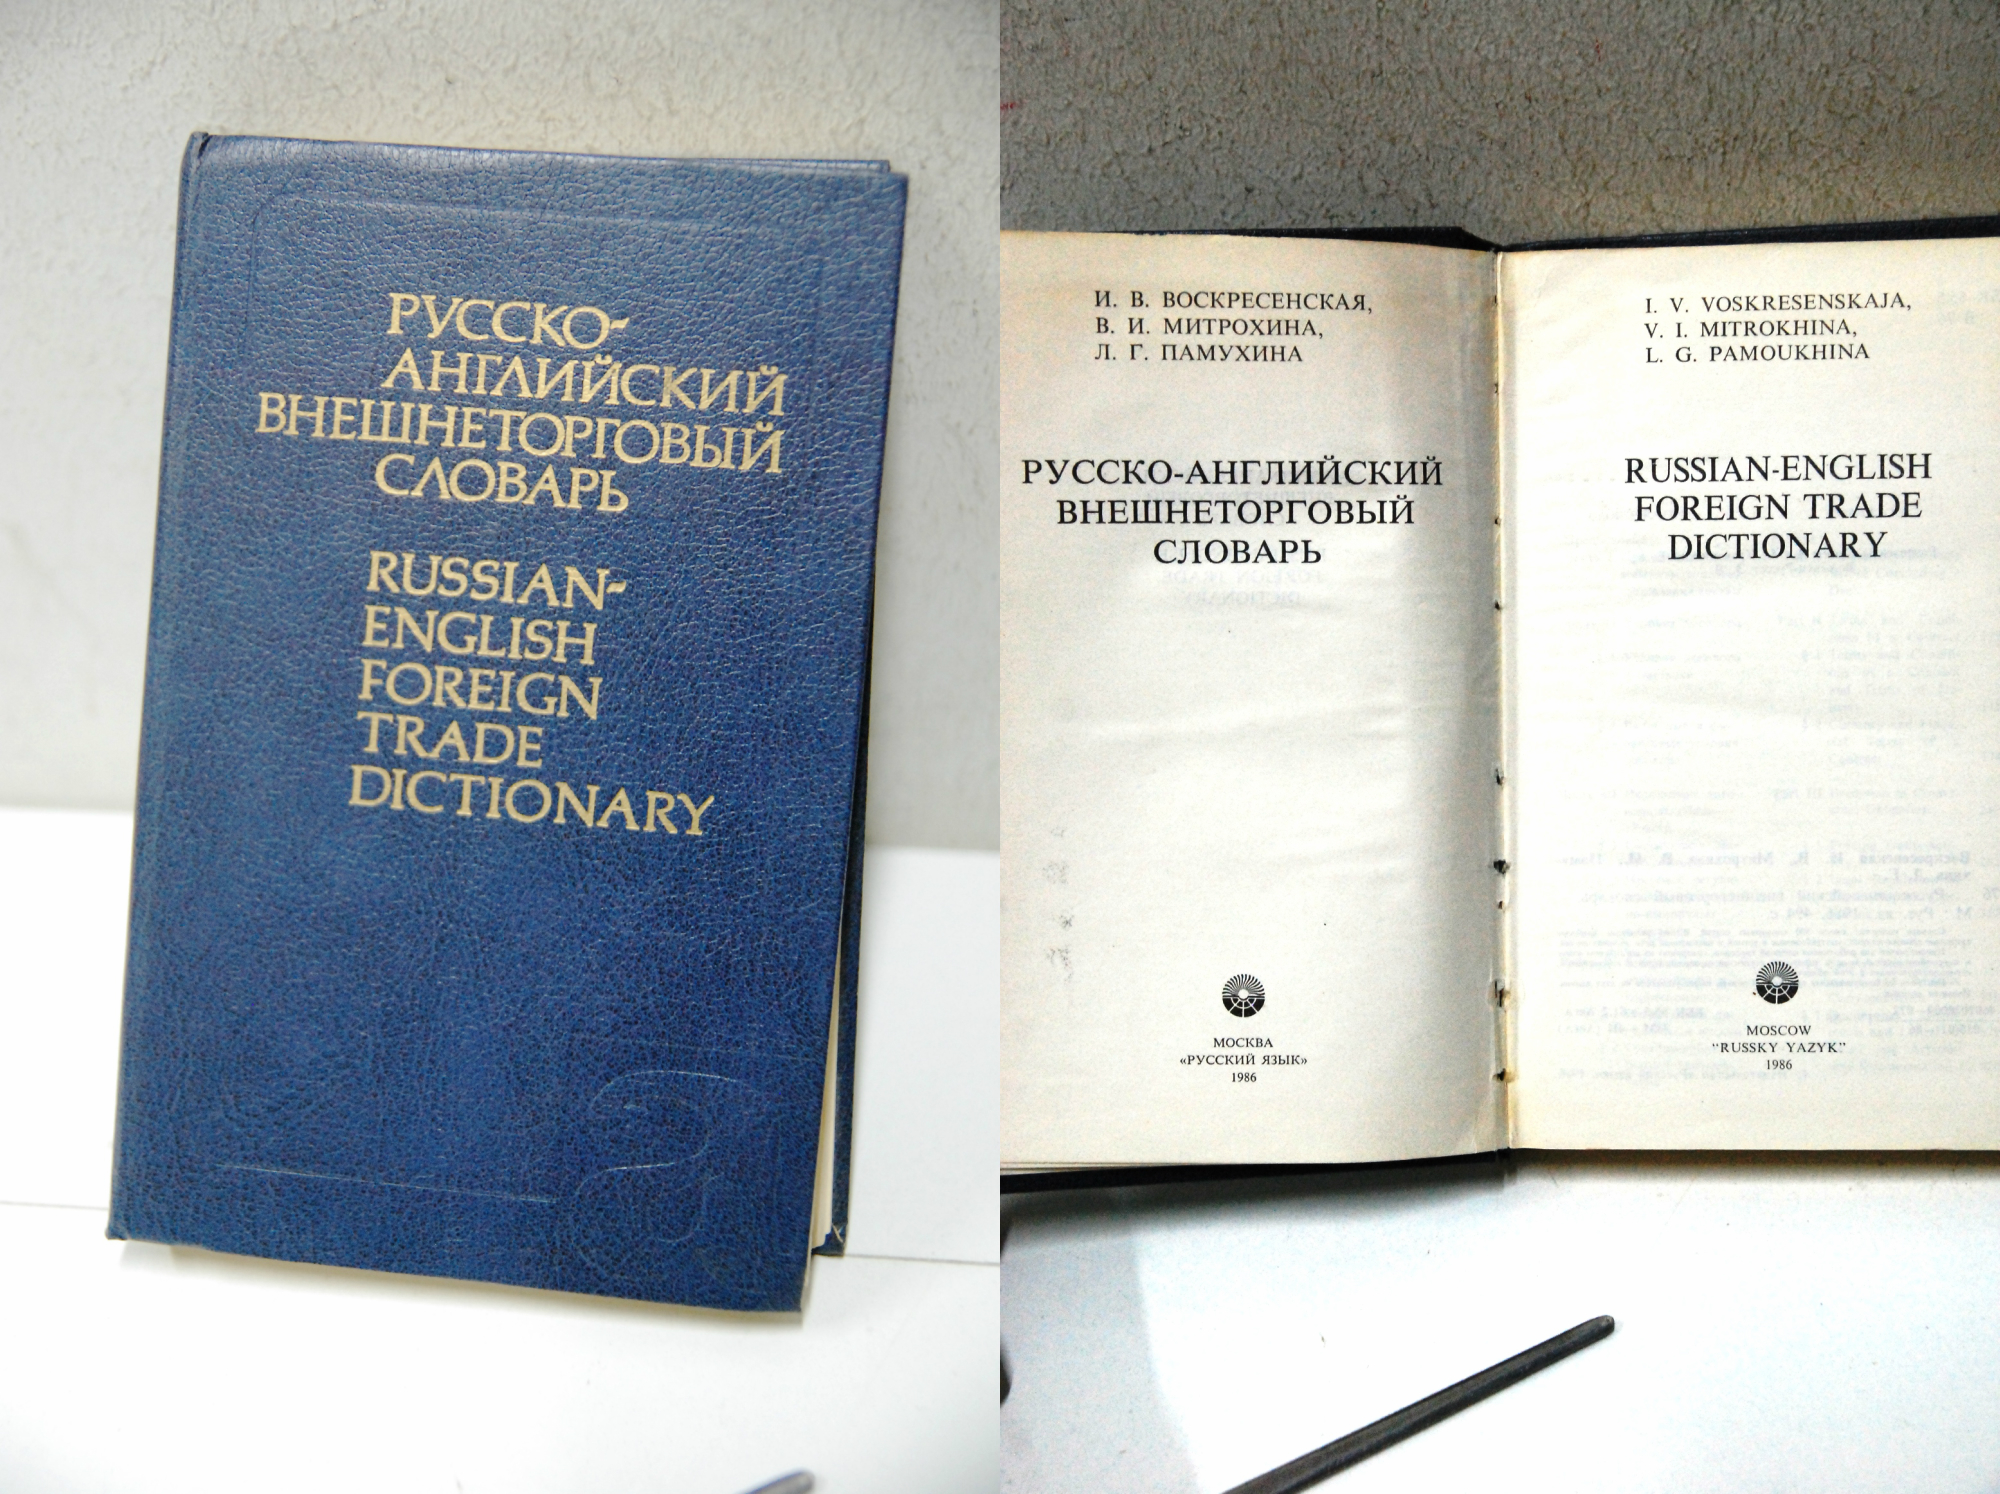 РУССКО-
АНГЛИЙСКИЙ
ВНЕШНЕТОРГОВЫЙ
СЛОВАРЬ
RUSSIAN-
ENGLISH
FOREIGN
TRADE
DICTIONARY
И. В. ВОСКРЕСЕНСКАЯ,
В. И. МИТРОХИНА,
Л. Г. ПАМУХИНА
РУССКО-АНГЛИЙСКИЙ
ВНЕШНЕТОРГОВЫЙ
СЛОВАРЬ
МОСКВА
«РУССКИЙ ЯЗЫК»
1986
I. V. VOSKRESENSKAJA,
V. I. MITROKHINA,
L. G. PAMOUKHINA
RUSSIAN-ENGLISH
FOREIGN TRADE
DICTIONARY
MOSCOW
"RUSSKY YAZYK"
1986